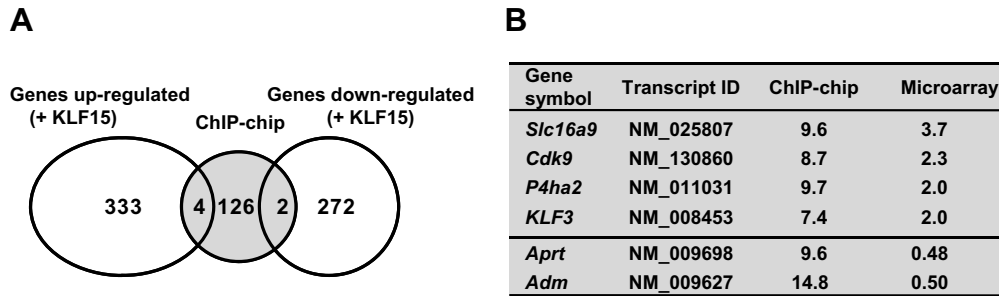 A
Genes up-regulated
(+ KLF15)
ChIP-chip
Genes down-regulated
(+ KLF15)
333
4
126
2
272
B
Gene symbol Transcript ID ChIP-chip Microarray
Slc16a9 NM_025807 9.6 3.7
Cdk9 NM_130860 8.7 2.3
P4ha2 NM_011031 9.7 2.0
KLF3 NM_008453 7.4 2.0
Aprt NM_009698 9.6 0.48
Adm NM_009627 14.8 0.50